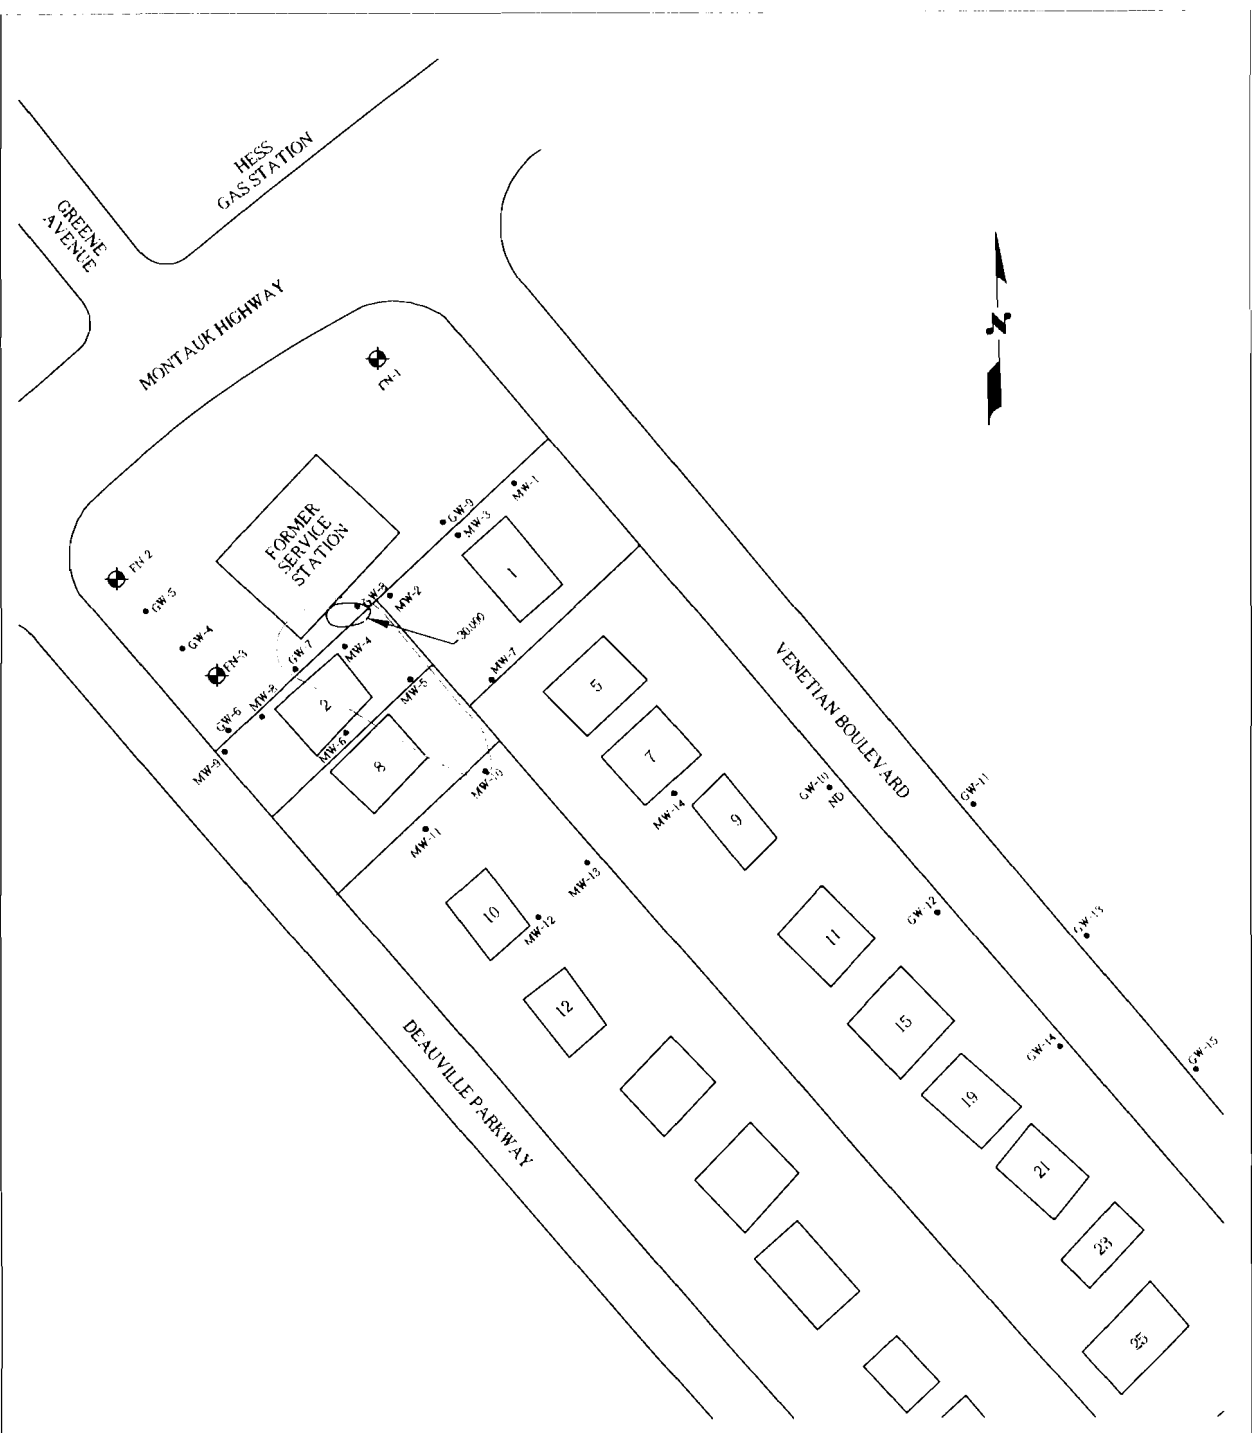 HESS
GAS STATION
GREENE
AVENUE
MONTAUK HIGHWAY
FN-1
FORMER
SERVICE
STATION
GW-9
MW-1
MW-3
1
FN-2
GW-5
GW-4
FN-3
GW-8
MW-2
30,000
GW-7
MW-4
MW-7
MW-5
MW-8
GW-6
2
MW-6
MW-9
8
MW-10
MW-11
5
7
MW-14
9
VENETIAN BOULEVARD
GW-10
ND
GW-11
MW-13
10
MW-12
12
11
GW-12
GW-13
15
GW-14
GW-15
DEAUVILLE PARKWAY
19
21
23
25
N